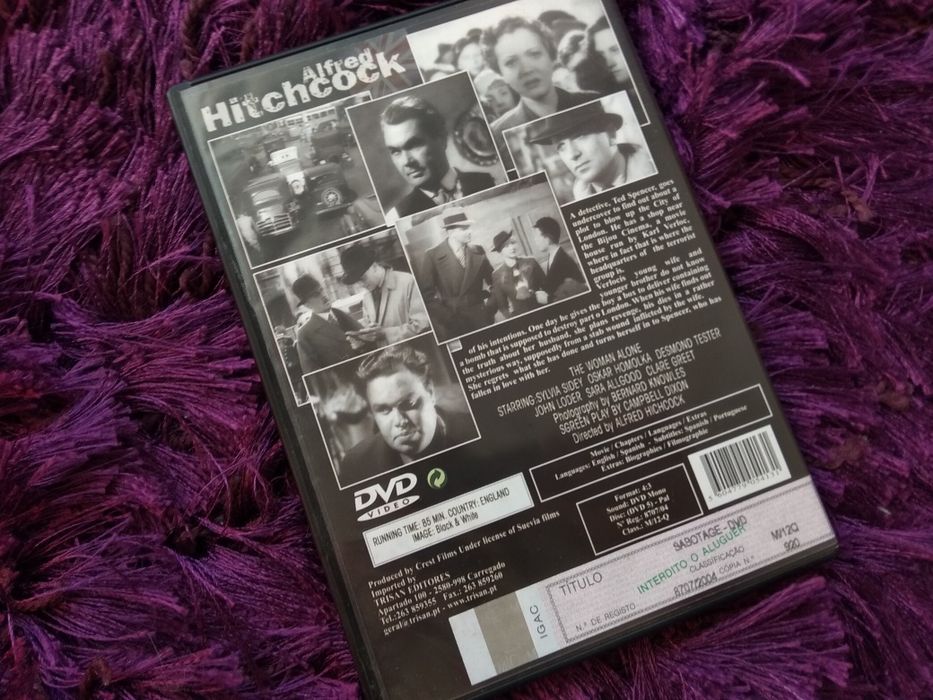 Alfred
Hitchcock
A detective, Ted Spencer, goes
undercover to find out about a
plot to blow up the City of
London. He has a shop near
the Bijou Cinema, a movie
house run by Karl Verloc,
where in fact that is where the
headquarters of the terrorist
group is.
Verlocis young wife and
younger brother do not know
of his intentions. One day he gives the boy a bus to deliver containing
a bomb that is supposed to destroy part o London. When his wife finds out
the truth about her husband, she plans revenge, his dies in a rather
mysterious way, supposedly from a stab wound inflicted by the wife.
She regrets what she has done and turns herself in to Spencer, who has
fallen in love with her.
THE WOMAN ALONE
STARRING SYLVIA SIDEY OSKAR HOMOLKA DESMOND TESTER
JOHN LODER SARA ALLGOOD CLARE GREET
Photography by BERNARD KNOWLES
SGREEN PLAY BY CAMPBELL DIXON
Directed by ALFRED HICHCOCK
Movie / Chapters / Languages / Extras
Languages: English / Spanish - Subtitles: Spanish / Portuguese
Extras: Biographies / Filmographie
DVD
VIDEO
RUNNING TIME: 85 MIN. COUNTRY: ENGLAND
IMAGE: Black & White
Format: 4:3
Sound: DVD Mono
Disc: (DVD 5) - Pal
Nº Reg.: 8707/04
Class.: M/12-Q
5 604779 054131
Produced by Crest Films Under license of Suevia films
Imported by
TRISAN EDITORES
Apartado 100 - 2580-998 Carregado
Tel.:263 859355 Fax.: 263 859260
geral@trisan.pt - www.trisan.pt
IGAC
TÍTULO
SABOTAGE - DVD
INTERDITO O ALUGUER
CLASSIFICAÇÃO
M/12Q
N.º DE REGISTO
8707/2004
CÓPIA N.º
920